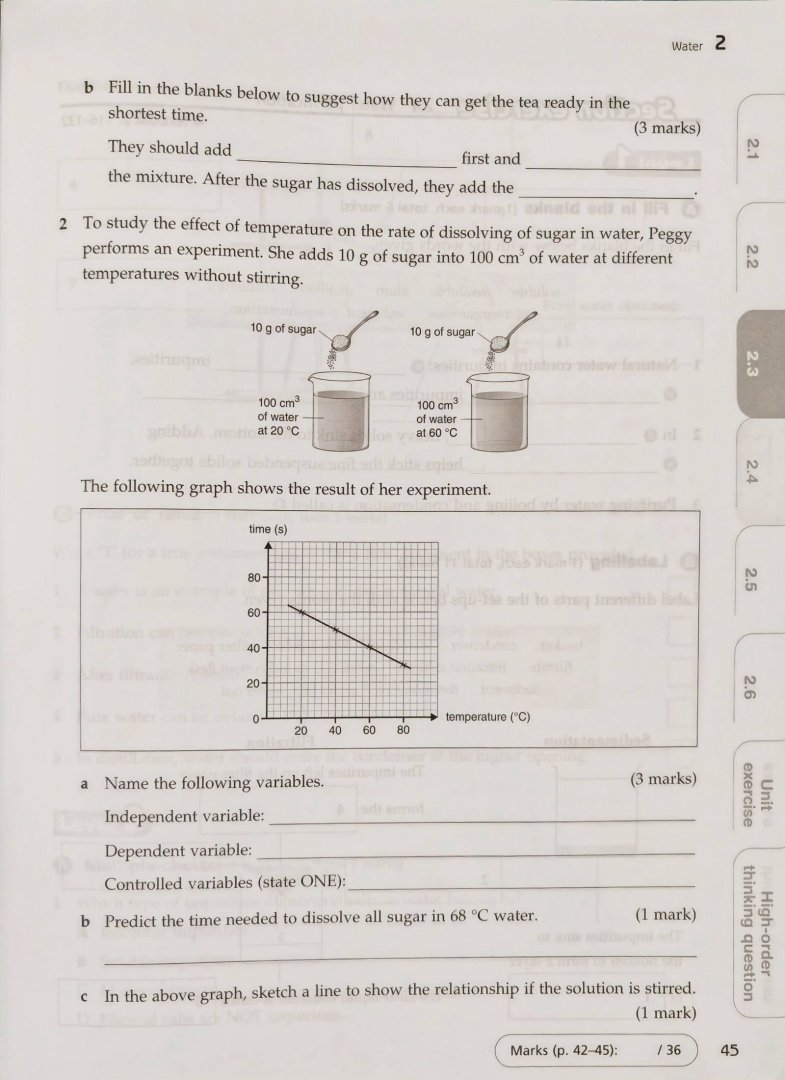 Water 2
b Fill in the blanks below to suggest how they can get the tea ready in the
shortest time.
(3 marks)
They should add ______ first and ______
the mixture. After the sugar has dissolved, they add the ______.
2 To study the effect of temperature on the rate of dissolving of sugar in water, Peggy
performs an experiment. She adds 10 g of sugar into 100 cm³ of water at different
temperatures without stirring.
10 g of sugar
10 g of sugar
100 cm³
of water
at 20 °C
100 cm³
of water
at 60 °C
The following graph shows the result of her experiment.
time (s)
80
60
40
20
0
20 40 60 80
temperature (°C)
a Name the following variables.
(3 marks)
Independent variable:
Dependent variable:
Controlled variables (state ONE):
b Predict the time needed to dissolve all sugar in 68 °C water.
(1 mark)
c In the above graph, sketch a line to show the relationship if the solution is stirred.
(1 mark)
Marks (p. 42–45): / 36
45
2.1
2.2
2.3
2.4
2.5
2.6
Unit
exercise
High-order
thinking question